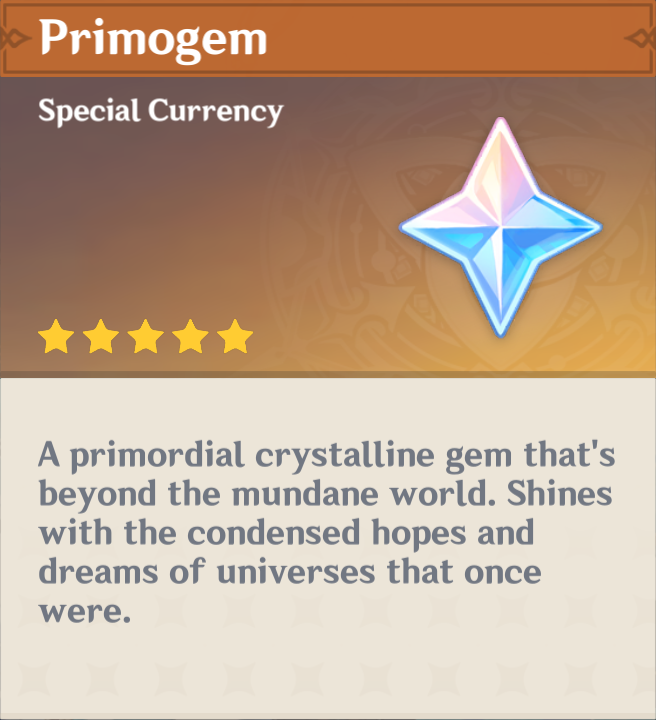 Primogem
Special Currency
A primordial crystalline gem that's
beyond the mundane world. Shines
with the condensed hopes and
dreams of universes that once
were.